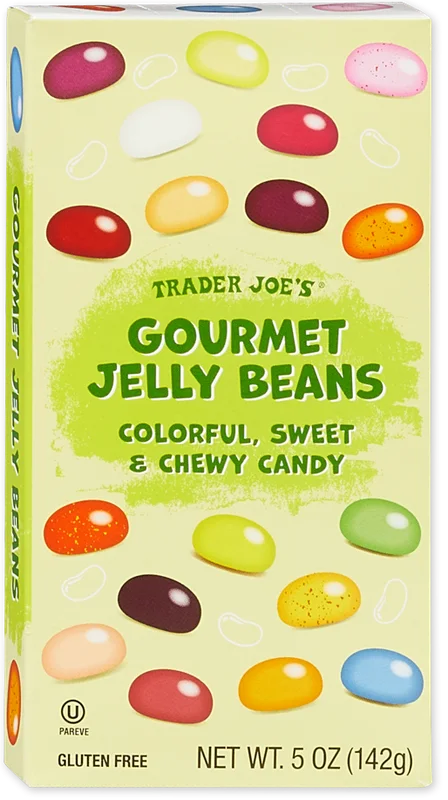 TRADER JOE'S®
GOURMET
JELLY BEANS
COLORFUL, SWEET
& CHEWY CANDY
GOURMET JELLY BEANS
U
PAREVE
GLUTEN FREE
NET WT. 5 OZ (142g)